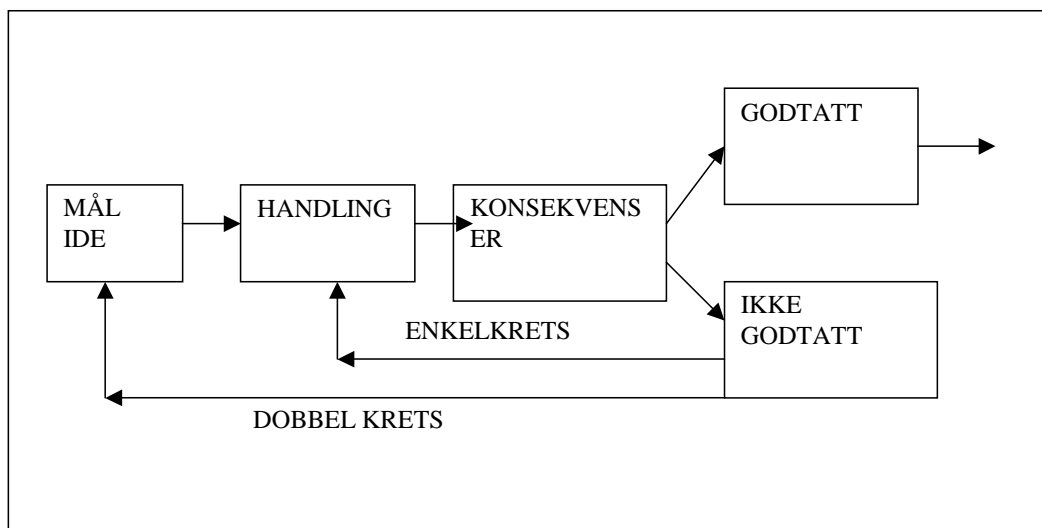 GODTATT
MÅL
IDE
HANDLING
KONSEKVENS
ER
IKKE
GODTATT
ENKELKRETS
DOBBEL KRETS